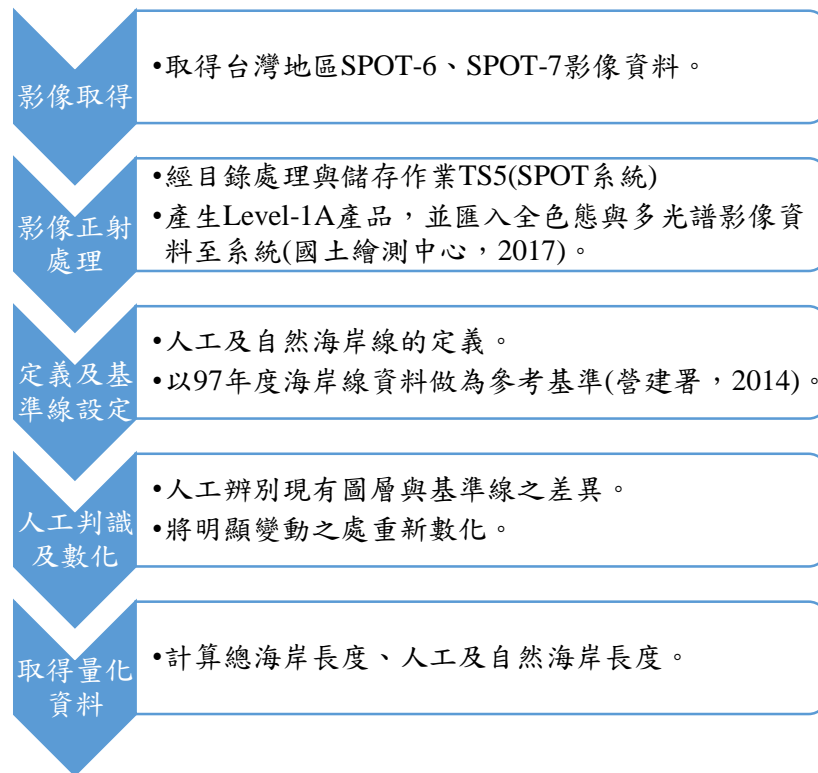 影像取得
•取得台灣地區SPOT-6、SPOT-7影像資料。
影像正射
處理
•經目錄處理與儲存作業TS5(SPOT系統)
•產生Level-1A產品，並匯入全色態與多光譜影像資
料至系統(國土繪測中心，2017)。
定義及基
準線設定
•人工及自然海岸線的定義。
•以97年度海岸線資料做為參考基準(營建署，2014)。
人工判識
及數化
•人工辨別現有圖層與基準線之差異。
•將明顯變動之處重新數化。
取得量化
資料
•計算總海岸長度、人工及自然海岸長度。